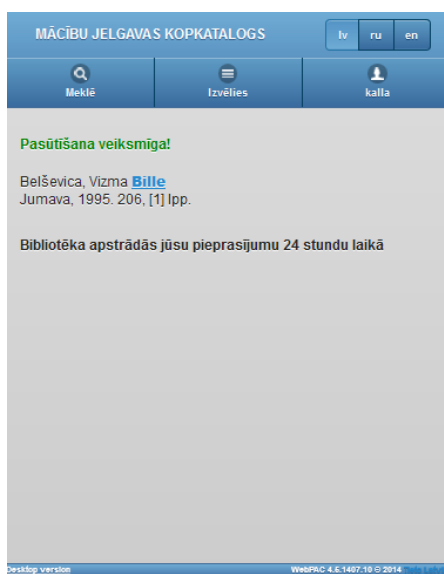 MĀCĪBU JELGAVAS KOPKATALOGS
lv ru en
Meklē Izvēlies kalla
Pasūtīšana veiksmīga!
Belševica, Vizma Bille
Jumava, 1995. 206, [1] lpp.
Bibliotēka apstrādās jūsu pieprasījumu 24 stundu laikā
Desktop version WebPAC 4.6.1407.10 © 2014